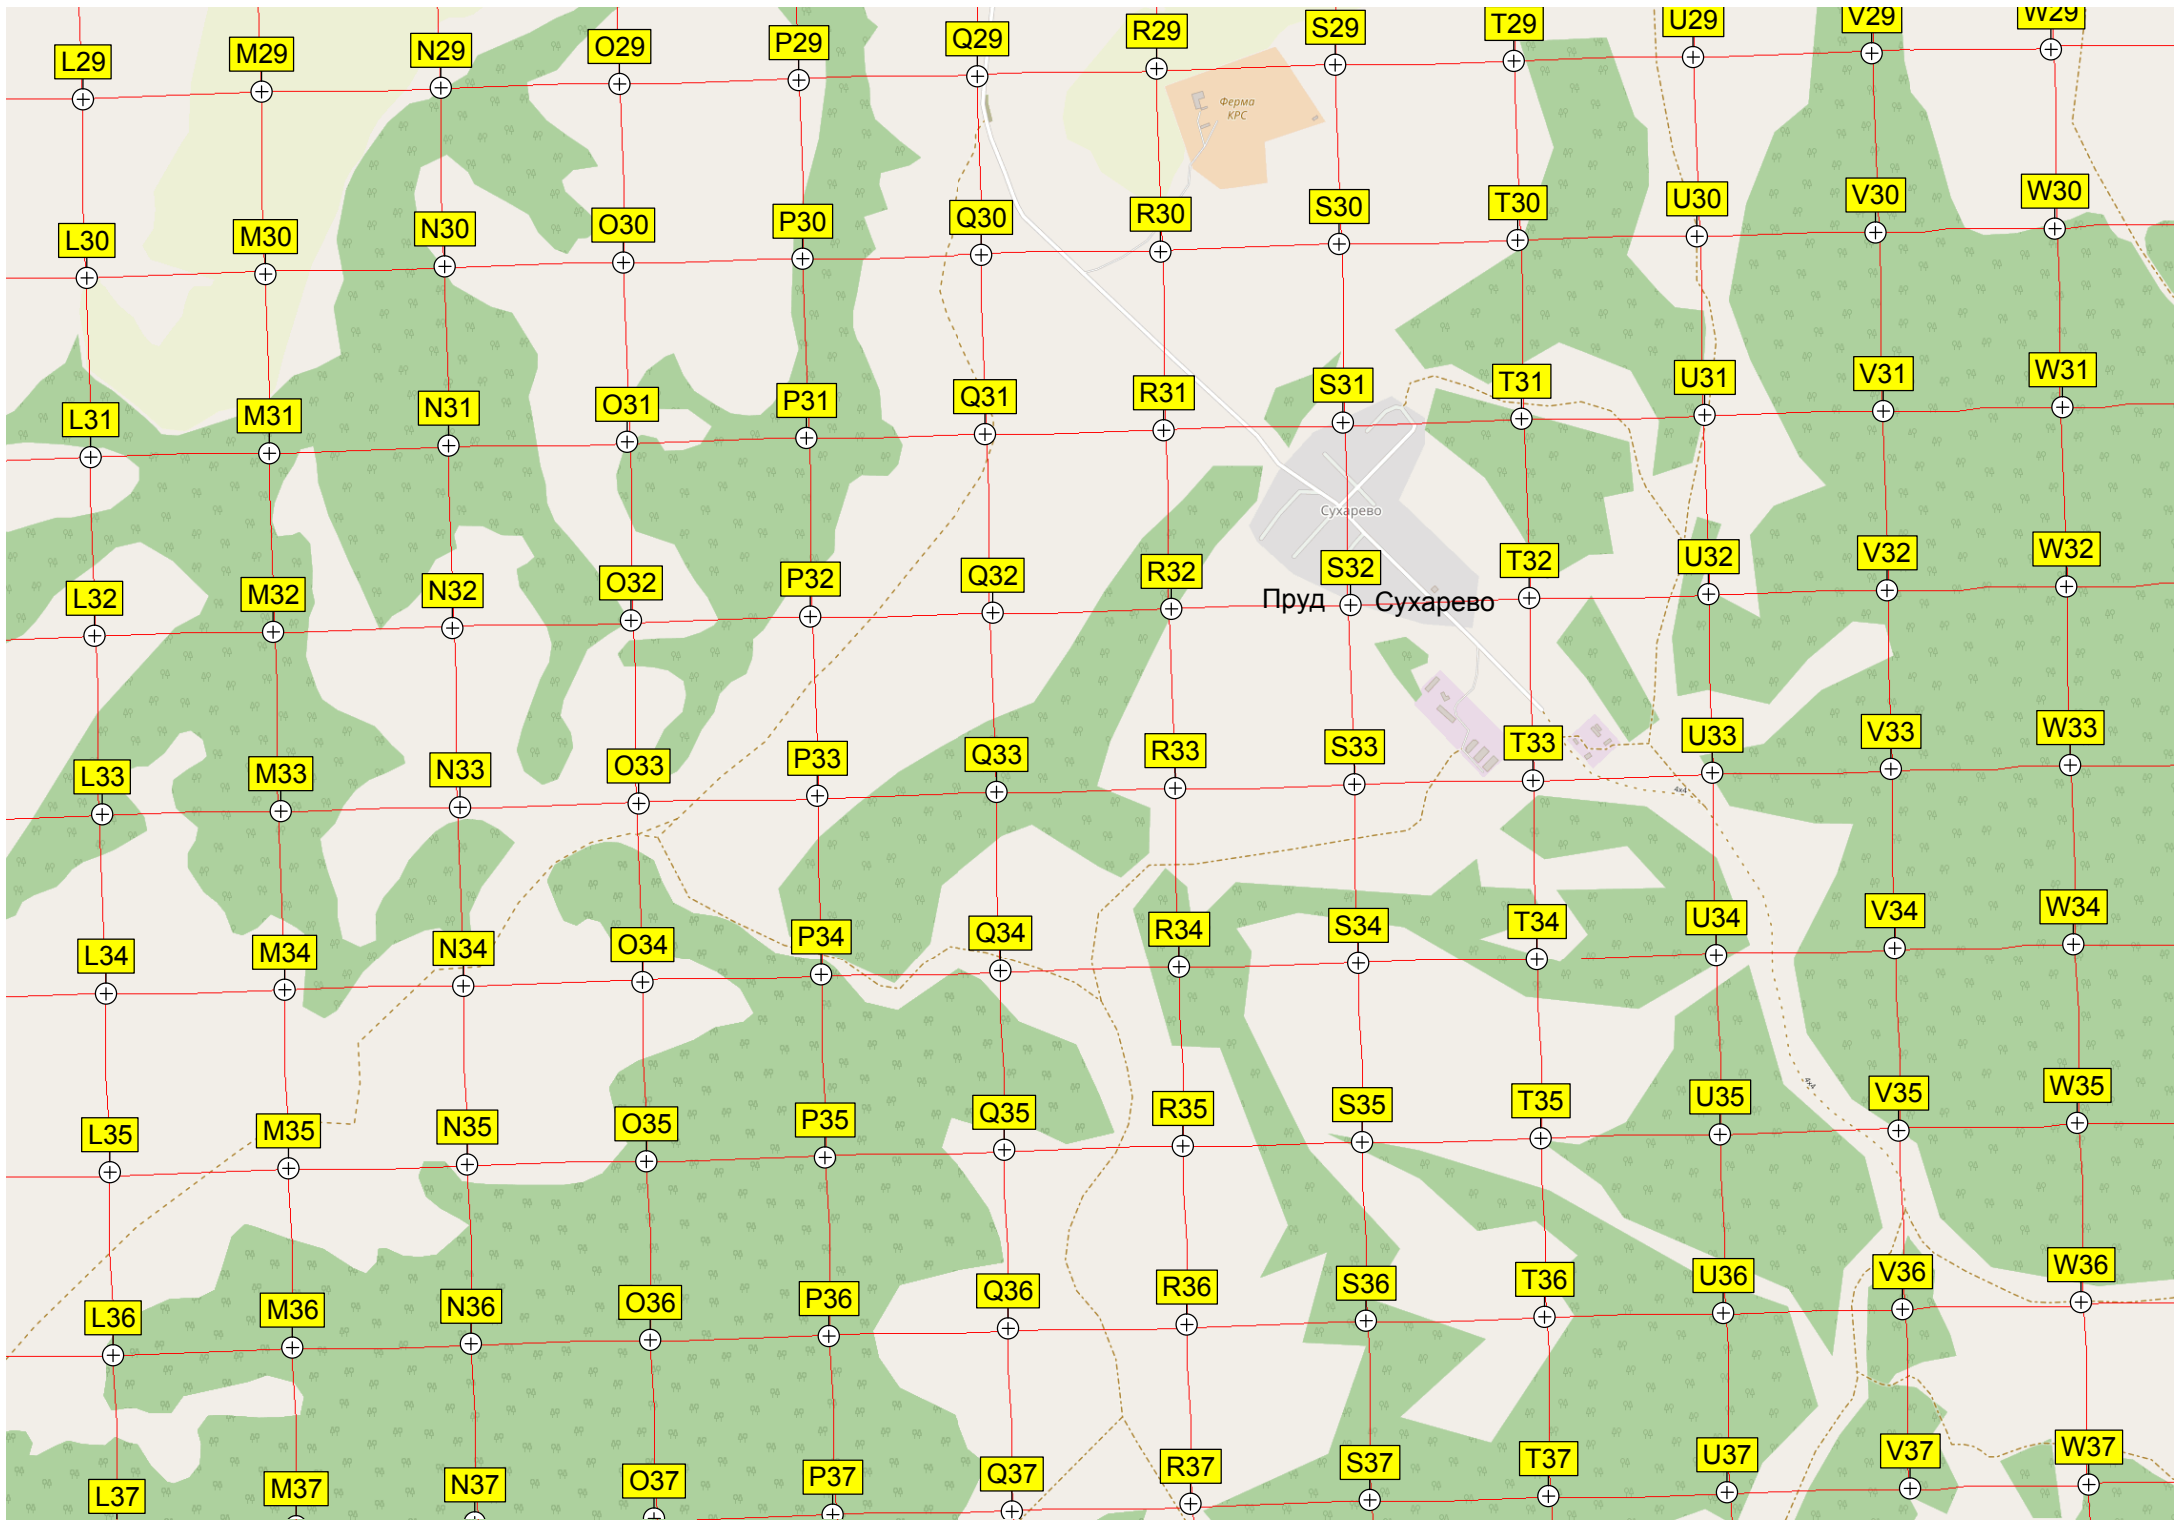 L29 M29 N29 O29 P29 Q29 R29 S29 T29 U29 V29 W29
Ферма
КРС
L30 M30 N30 O30 P30 Q30 R30 S30 T30 U30 V30 W30
L31 M31 N31 O31 P31 Q31 R31 S31 T31 U31 V31 W31
Сухарево
L32 M32 N32 O32 P32 Q32 R32 S32 T32 U32 V32 W32
Пруд Сухарево
L33 M33 N33 O33 P33 Q33 R33 S33 T33 U33 V33 W33
4x4
L34 M34 N34 O34 P34 Q34 R34 S34 T34 U34 V34 W34
4x4
L35 M35 N35 O35 P35 Q35 R35 S35 T35 U35 V35 W35
L36 M36 N36 O36 P36 Q36 R36 S36 T36 U36 V36 W36
L37 M37 N37 O37 P37 Q37 R37 S37 T37 U37 V37 W37